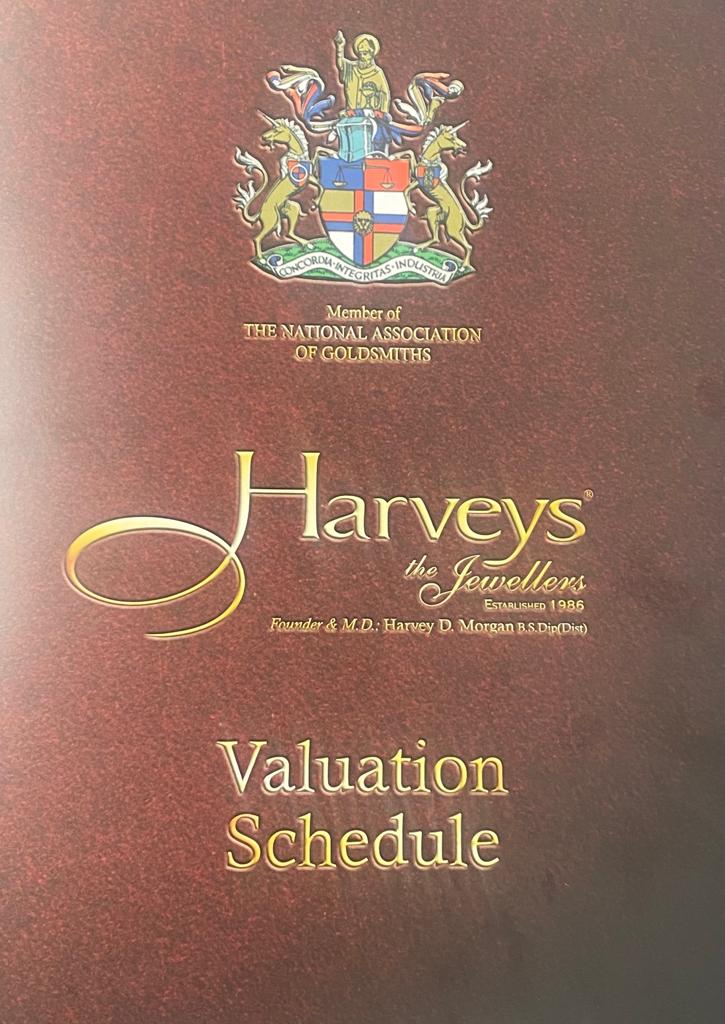 CONCORDIA·INTEGRITAS·INDUSTRIA
Member of
THE NATIONAL ASSOCIATION
OF GOLDSMITHS
Harveys®
the Jewellers
ESTABLISHED 1986
Founder & M.D.: Harvey D. Morgan B.S.Dip(Dist)
Valuation
Schedule